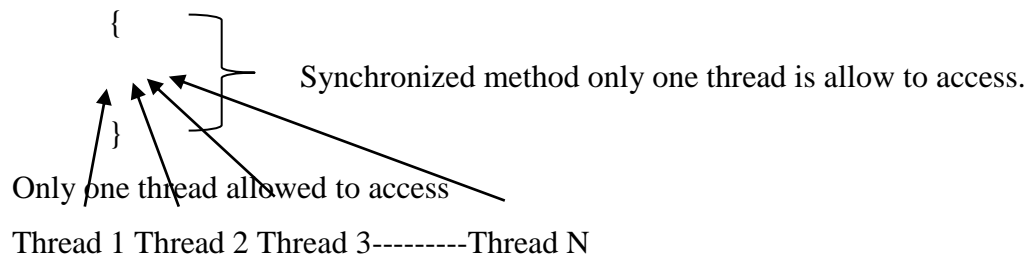 {
Synchronized method only one thread is allow to access.
}
Only one thread allowed to access
Thread 1 Thread 2 Thread 3---------Thread N